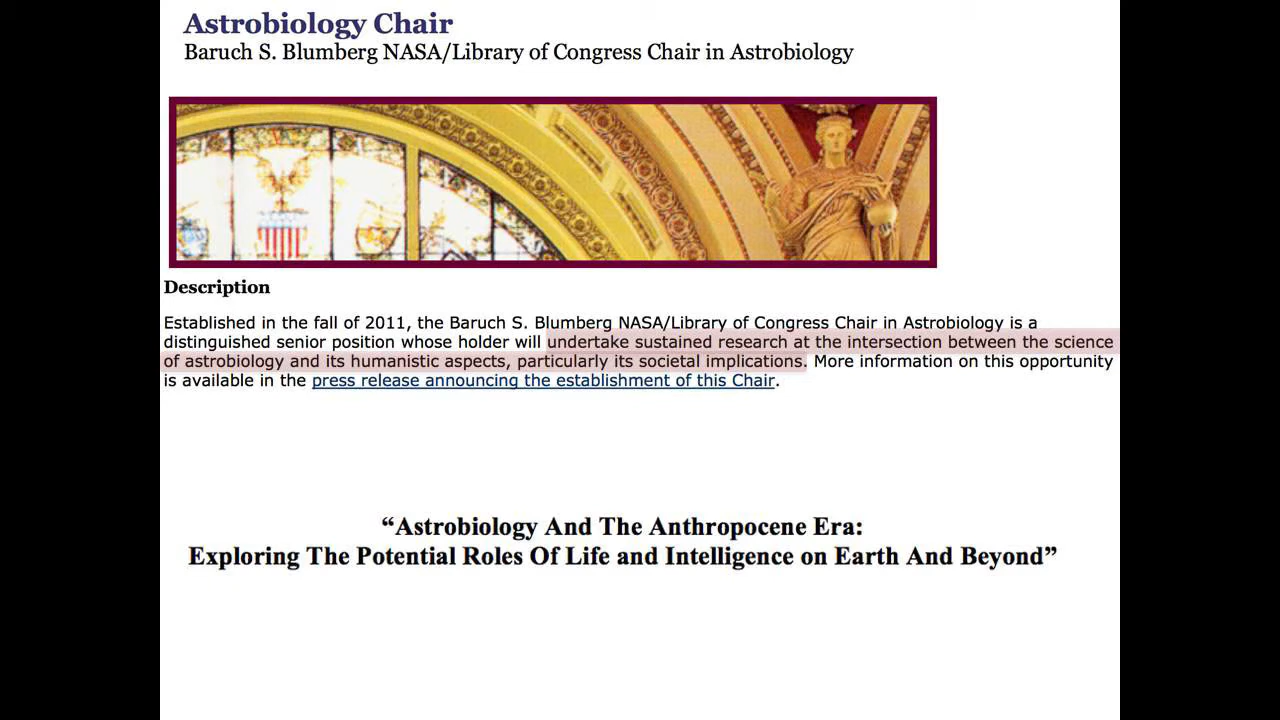 Astrobiology Chair
Baruch S. Blumberg NASA/Library of Congress Chair in Astrobiology
Description
Established in the fall of 2011, the Baruch S. Blumberg NASA/Library of Congress Chair in Astrobiology is a
distinguished senior position whose holder will undertake sustained research at the intersection between the science
of astrobiology and its humanistic aspects, particularly its societal implications. More information on this opportunity
is available in the press release announcing the establishment of this Chair.
“Astrobiology And The Anthropocene Era:
Exploring The Potential Roles Of Life and Intelligence on Earth And Beyond”